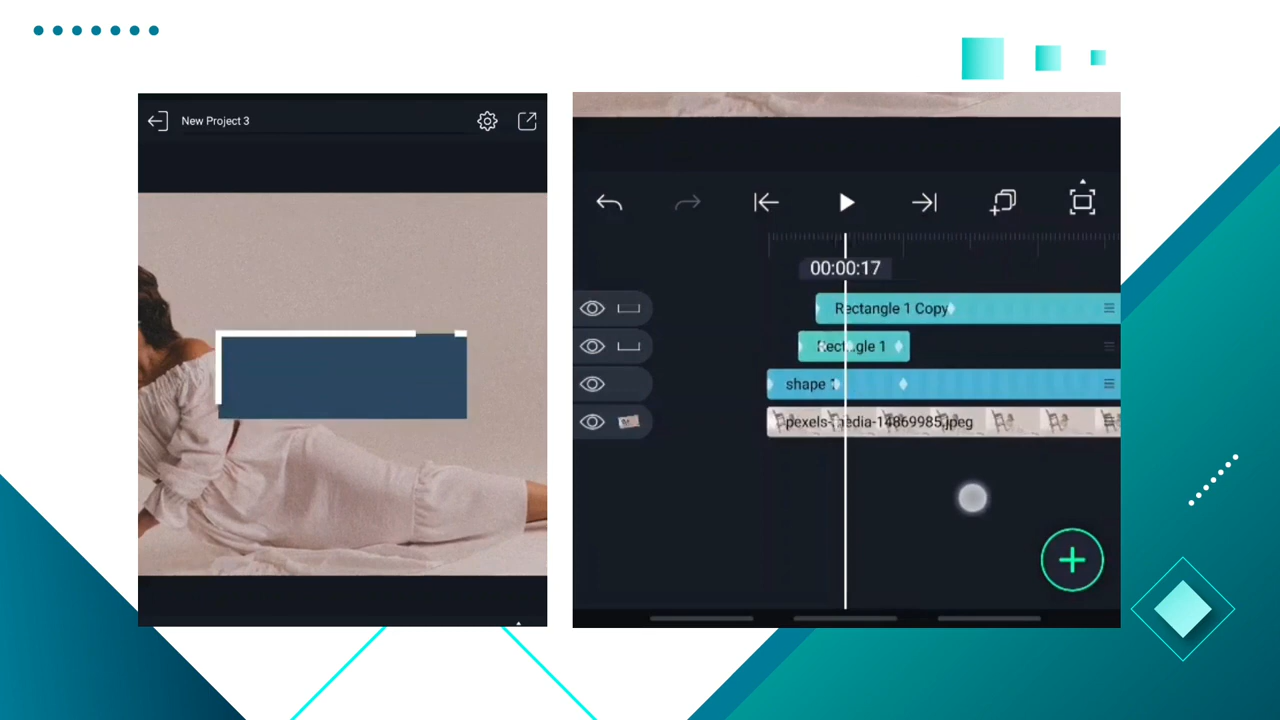 New Project 3
00:00:17
Rectangle 1 Copy
Rectangle 1
shape 1
pexels-media-14869985.jpeg